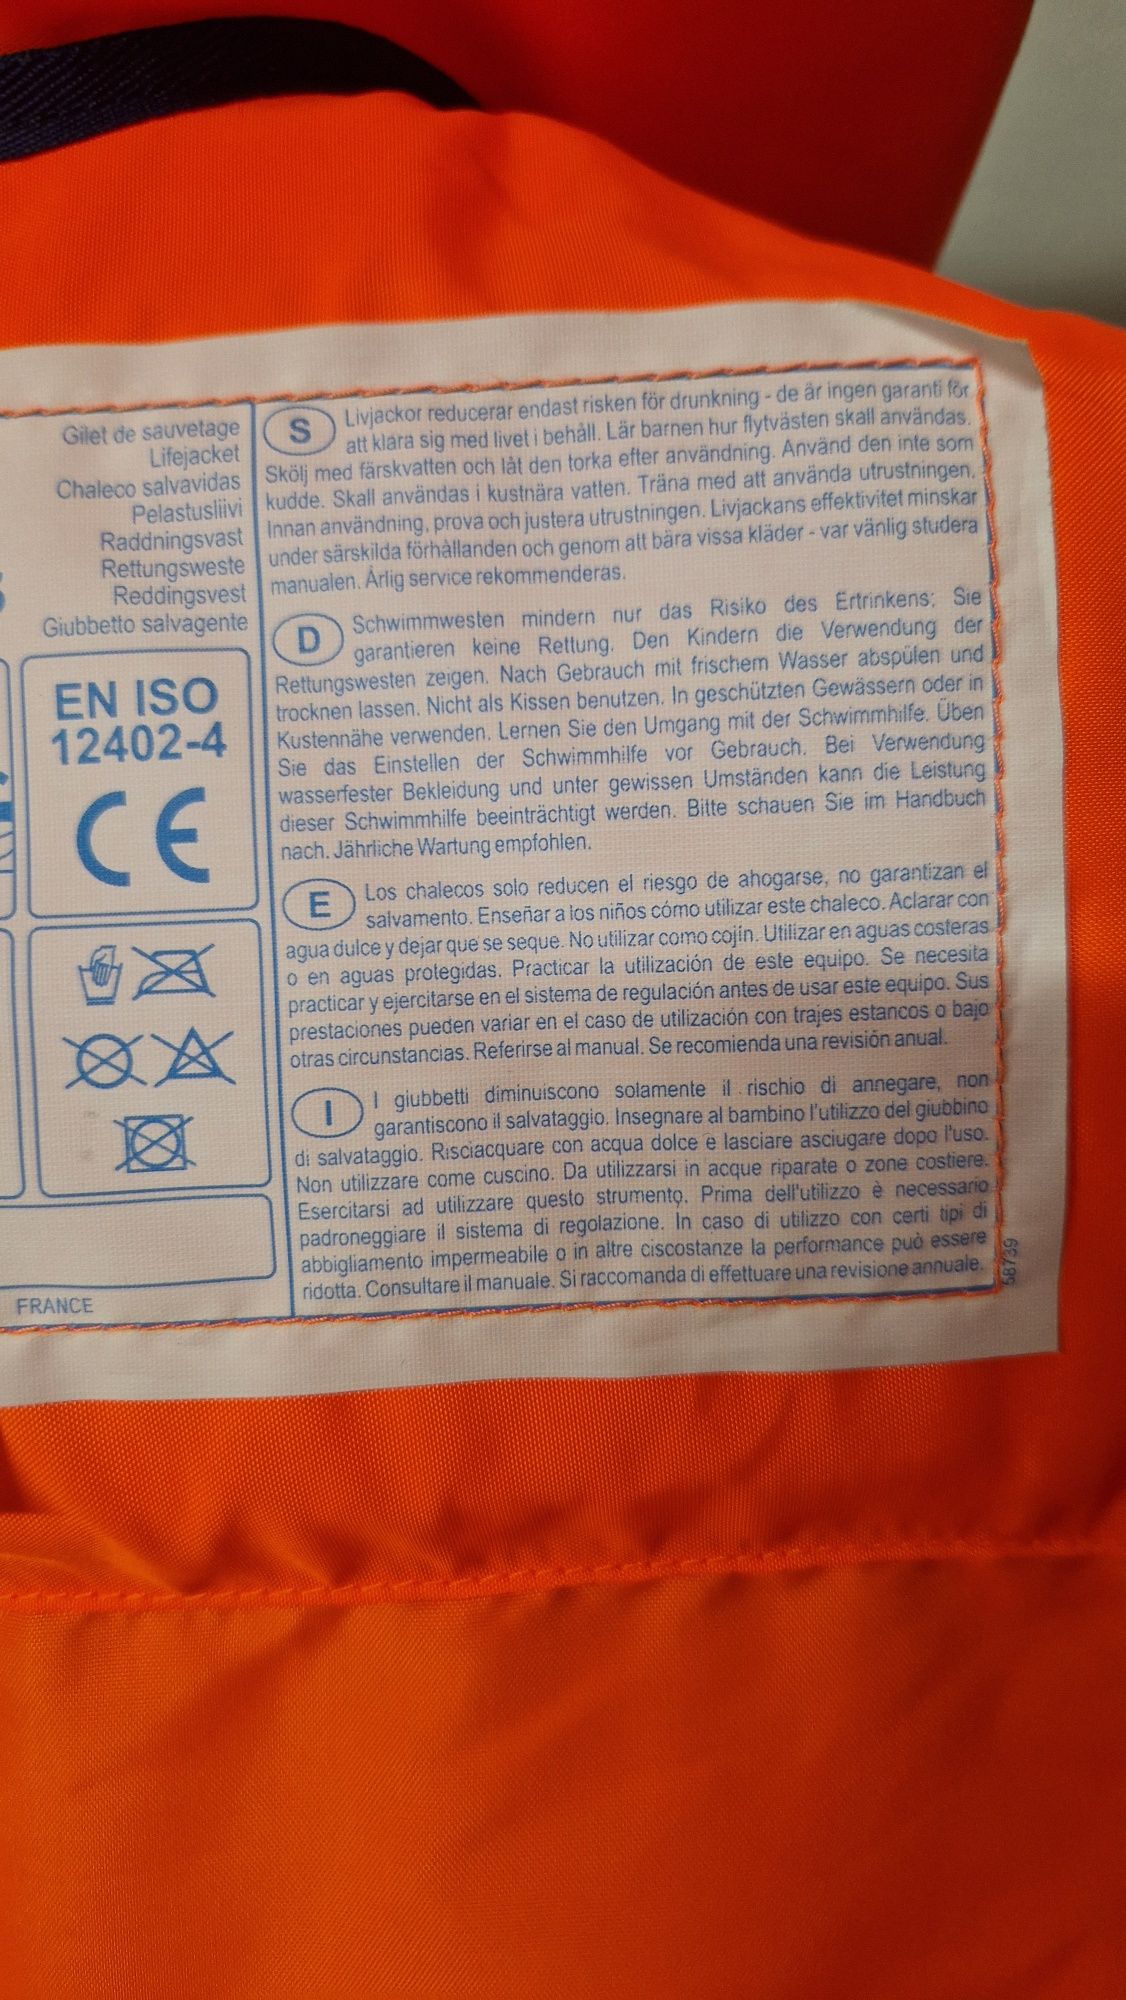 Gilet de sauvetage
Lifejacket
Chaleco salvavidas
Pelastusliivi
Raddningsvast
Rettungsweste
Reddingsvest
Giubbetto salvagente
EN ISO
12402-4
CE
FRANCE
S Livjackor reducerar endast risken för drunkning - de är ingen garanti för
att klara sig med livet i behåll. Lär barnen hur flytvästen skall användas.
Skölj med färskvatten och låt den torka efter användning. Använd den inte som
kudde. Skall användas i kustnära vatten. Träna med att använda utrustningen.
Innan användning, prova och justera utrustningen. Livjackans effektivitet minskar
under särskilda förhållanden och genom att bära vissa kläder - var vänlig studera
manualen. Årlig service rekommenderas.
D Schwimmwesten mindern nur das Risiko des Ertrinkens; Sie
garantieren keine Rettung. Den Kindern die Verwendung der
Rettungswesten zeigen. Nach Gebrauch mit frischem Wasser abspülen und
trocknen lassen. Nicht als Kissen benutzen. In geschützten Gewässern oder in
Kustennähe verwenden. Lernen Sie den Umgang mit der Schwimmhilfe. Üben
Sie das Einstellen der Schwimmhilfe vor Gebrauch. Bei Verwendung
wasserfester Bekleidung und unter gewissen Umständen kann die Leistung
dieser Schwimmhilfe beeinträchtigt werden. Bitte schauen Sie im Handbuch
nach. Jährliche Wartung empfohlen.
E Los chalecos solo reducen el riesgo de ahogarse, no garantizan el
salvamento. Enseñar a los niños cómo utilizar este chaleco. Aclarar con
agua dulce y dejar que se seque. No utilizar como cojín. Utilizar en aguas costeras
o en aguas protegidas. Practicar la utilización de este equipo. Se necesita
practicar y ejercitarse en el sistema de regulación antes de usar este equipo. Sus
prestaciones pueden variar en el caso de utilización con trajes estancos o bajo
otras circunstancias. Referirse al manual. Se recomienda una revisión anual.
I I giubbetti diminuiscono solamente il rischio di annegare, non
garantiscono il salvataggio. Insegnare al bambino l'utilizzo del giubbino
di salvataggio. Risciacquare con acqua dolce e lasciare asciugare dopo l'uso.
Non utilizzare come cuscino. Da utilizzarsi in acque riparate o zone costiere.
Esercitarsi ad utilizzare questo strumento. Prima dell'utilizzo è necessario
padroneggiare il sistema di regolazione. In caso di utilizzo con certi tipi di
abbigliamento impermeabile o in altre ciscostanze la performance può essere
ridotta. Consultare il manuale. Si raccomanda di effettuare una revisione annuale.
58739